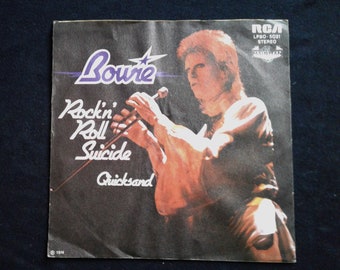 Bowie
RCA
LPBO-5021
STEREO
Rock'n'
Roll
Suicide
Quicksand